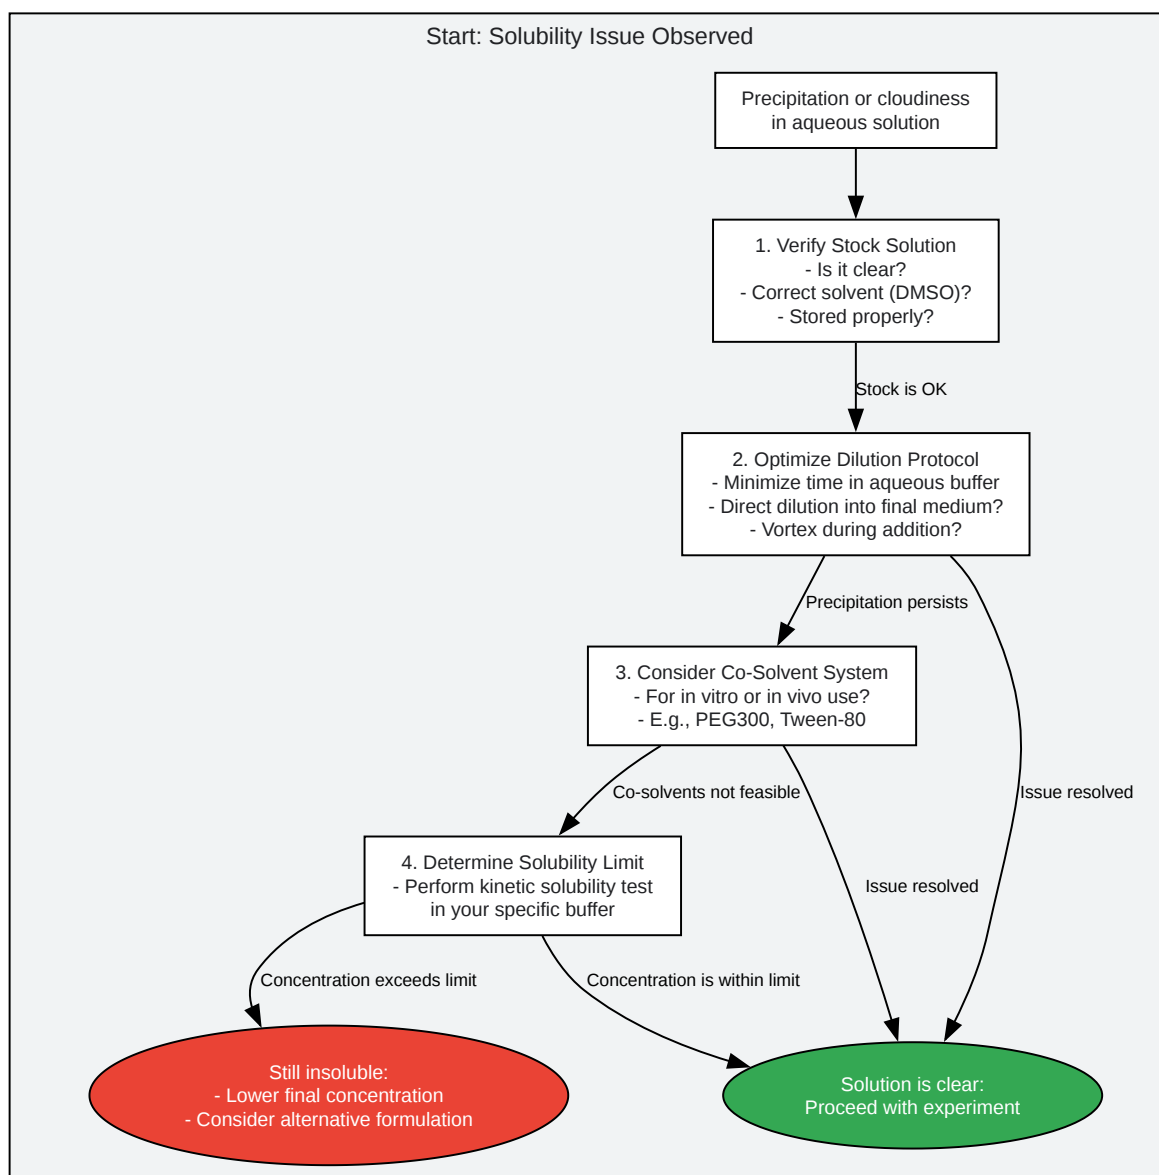 Start: Solubility Issue Observed
Precipitation or cloudiness
in aqueous solution
1. Verify Stock Solution
- Is it clear?
- Correct solvent (DMSO)?
- Stored properly?
Stock is OK
2. Optimize Dilution Protocol
- Minimize time in aqueous buffer
- Direct dilution into final medium?
- Vortex during addition?
Precipitation persists
3. Consider Co-Solvent System
- For in vitro or in vivo use?
- E.g., PEG300, Tween-80
Co-solvents not feasible
Issue resolved
4. Determine Solubility Limit
- Perform kinetic solubility test
in your specific buffer
Issue resolved
Concentration exceeds limit
Concentration is within limit
Still insoluble:
- Lower final concentration
- Consider alternative formulation
Solution is clear:
Proceed with experiment